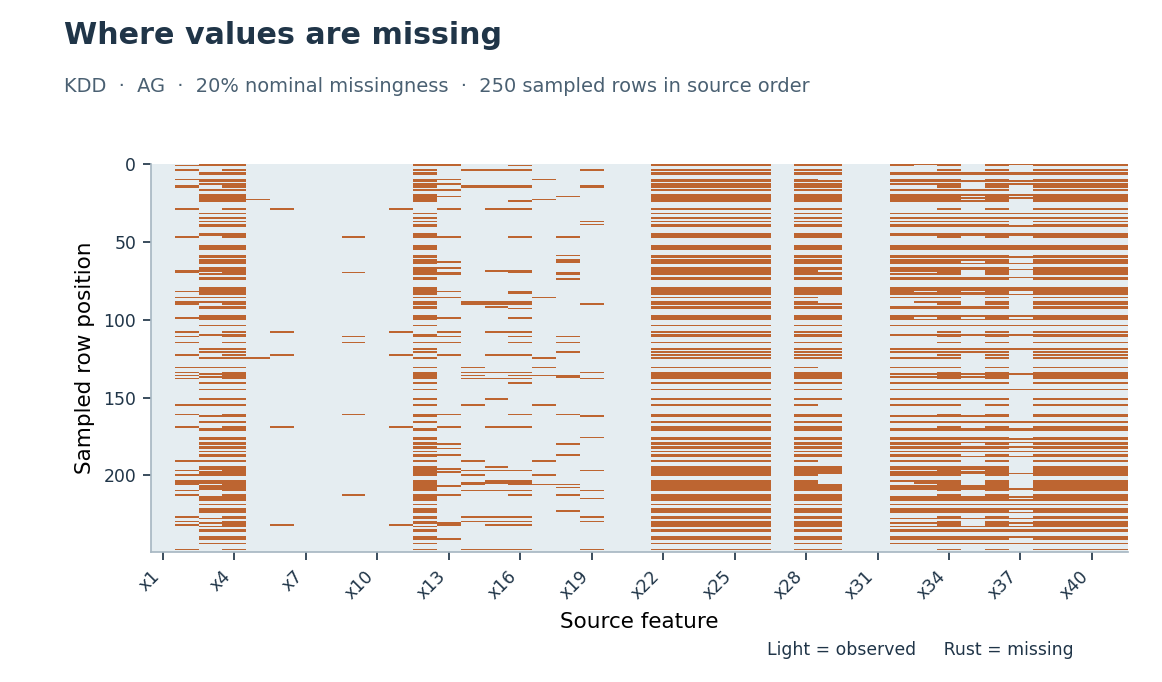 Where values are missing
KDD · AG · 20% nominal missingness · 250 sampled rows in source order
0
50
100
150
200
Sampled row position
x1 x4 x7 x10 x13 x16 x19 x22 x25 x28 x31 x34 x37 x40
Source feature
Light = observed Rust = missing